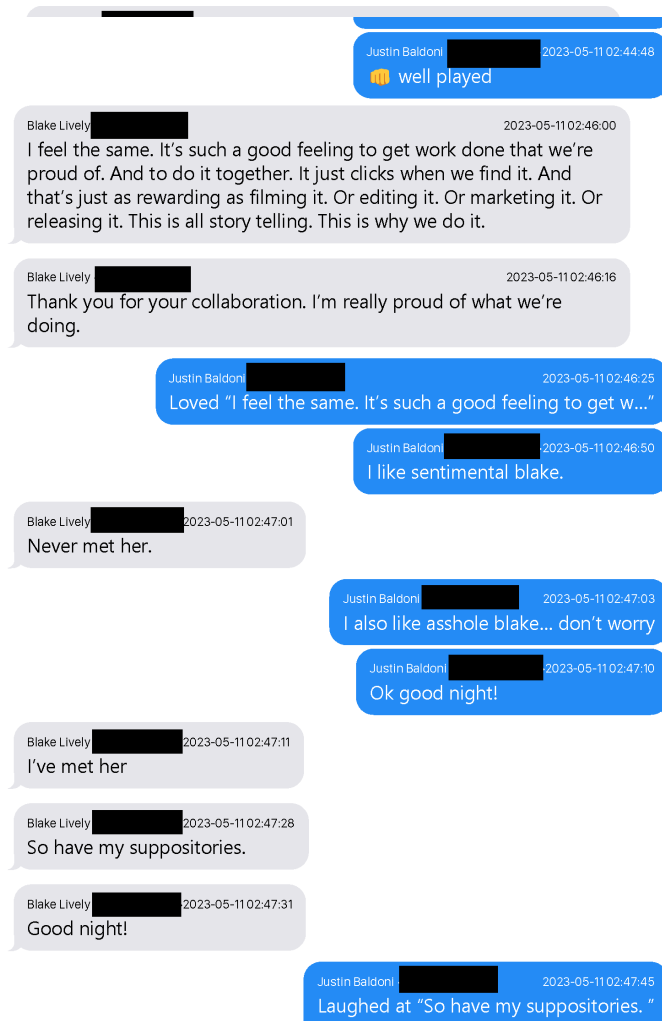 Justin Baldoni 2023-05-11 02:44:48
👊 well played
Blake Lively 2023-05-11 02:46:00
I feel the same. It's such a good feeling to get work done that we're
proud of. And to do it together. It just clicks when we find it. And
that's just as rewarding as filming it. Or editing it. Or marketing it. Or
releasing it. This is all story telling. This is why we do it.
Blake Lively 2023-05-11 02:46:16
Thank you for your collaboration. I'm really proud of what we're
doing.
Justin Baldoni 2023-05-11 02:46:25
Loved “I feel the same. It's such a good feeling to get w...”
Justin Baldoni 2023-05-11 02:46:50
I like sentimental blake.
Blake Lively 2023-05-11 02:47:01
Never met her.
Justin Baldoni 2023-05-11 02:47:03
I also like asshole blake... don't worry
Justin Baldoni 2023-05-11 02:47:10
Ok good night!
Blake Lively 2023-05-11 02:47:11
I've met her
Blake Lively 2023-05-11 02:47:28
So have my suppositories.
Blake Lively 2023-05-11 02:47:31
Good night!
Justin Baldoni 2023-05-11 02:47:45
Laughed at “So have my suppositories. ”